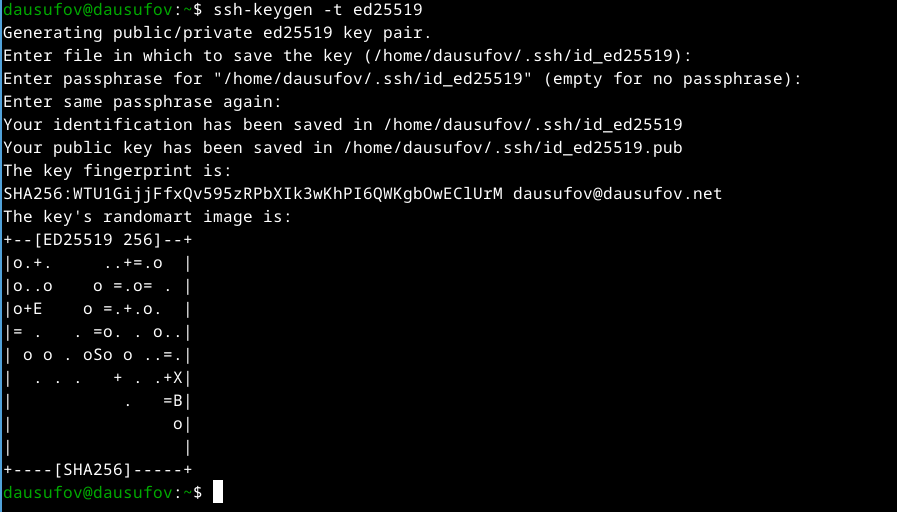 dausufov@dausufov:~$ ssh-keygen -t ed25519
Generating public/private ed25519 key pair.
Enter file in which to save the key (/home/dausufov/.ssh/id_ed25519):
Enter passphrase for "/home/dausufov/.ssh/id_ed25519" (empty for no passphrase):
Enter same passphrase again:
Your identification has been saved in /home/dausufov/.ssh/id_ed25519
Your public key has been saved in /home/dausufov/.ssh/id_ed25519.pub
The key fingerprint is:
SHA256:WTU1GijjFfxQv595zRPbXIk3wKhPI6QWKgbOwEClUrM dausufov@dausufov.net
The key's randomart image is:
+--[ED25519 256]--+
|o.+.     ..+=.o  |
|o..o    o =.o= . |
|o+E    o =.+.o.  |
|= .   . =o. . o..|
| o o . oSo o ..=.|
|  . . .   + . .+X|
|           .   =B|
|                o|
|                 |
+----[SHA256]-----+
dausufov@dausufov:~$